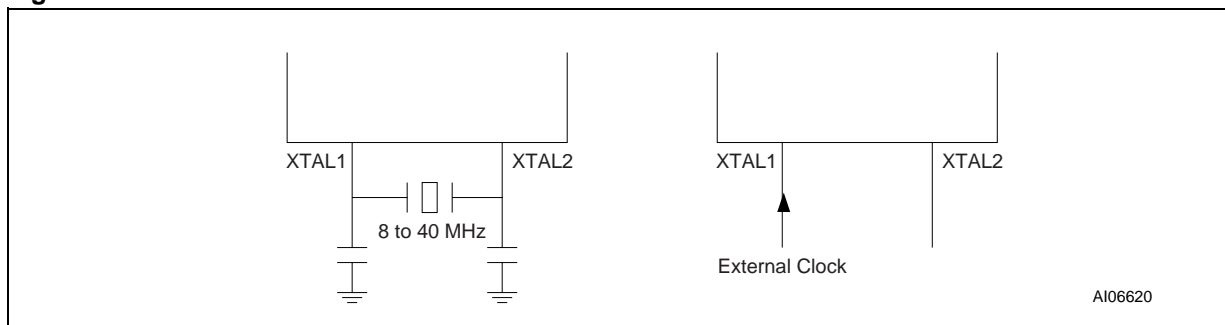 XTAL1
XTAL2
8 to 40 MHz
XTAL1
XTAL2
External Clock
AI06620